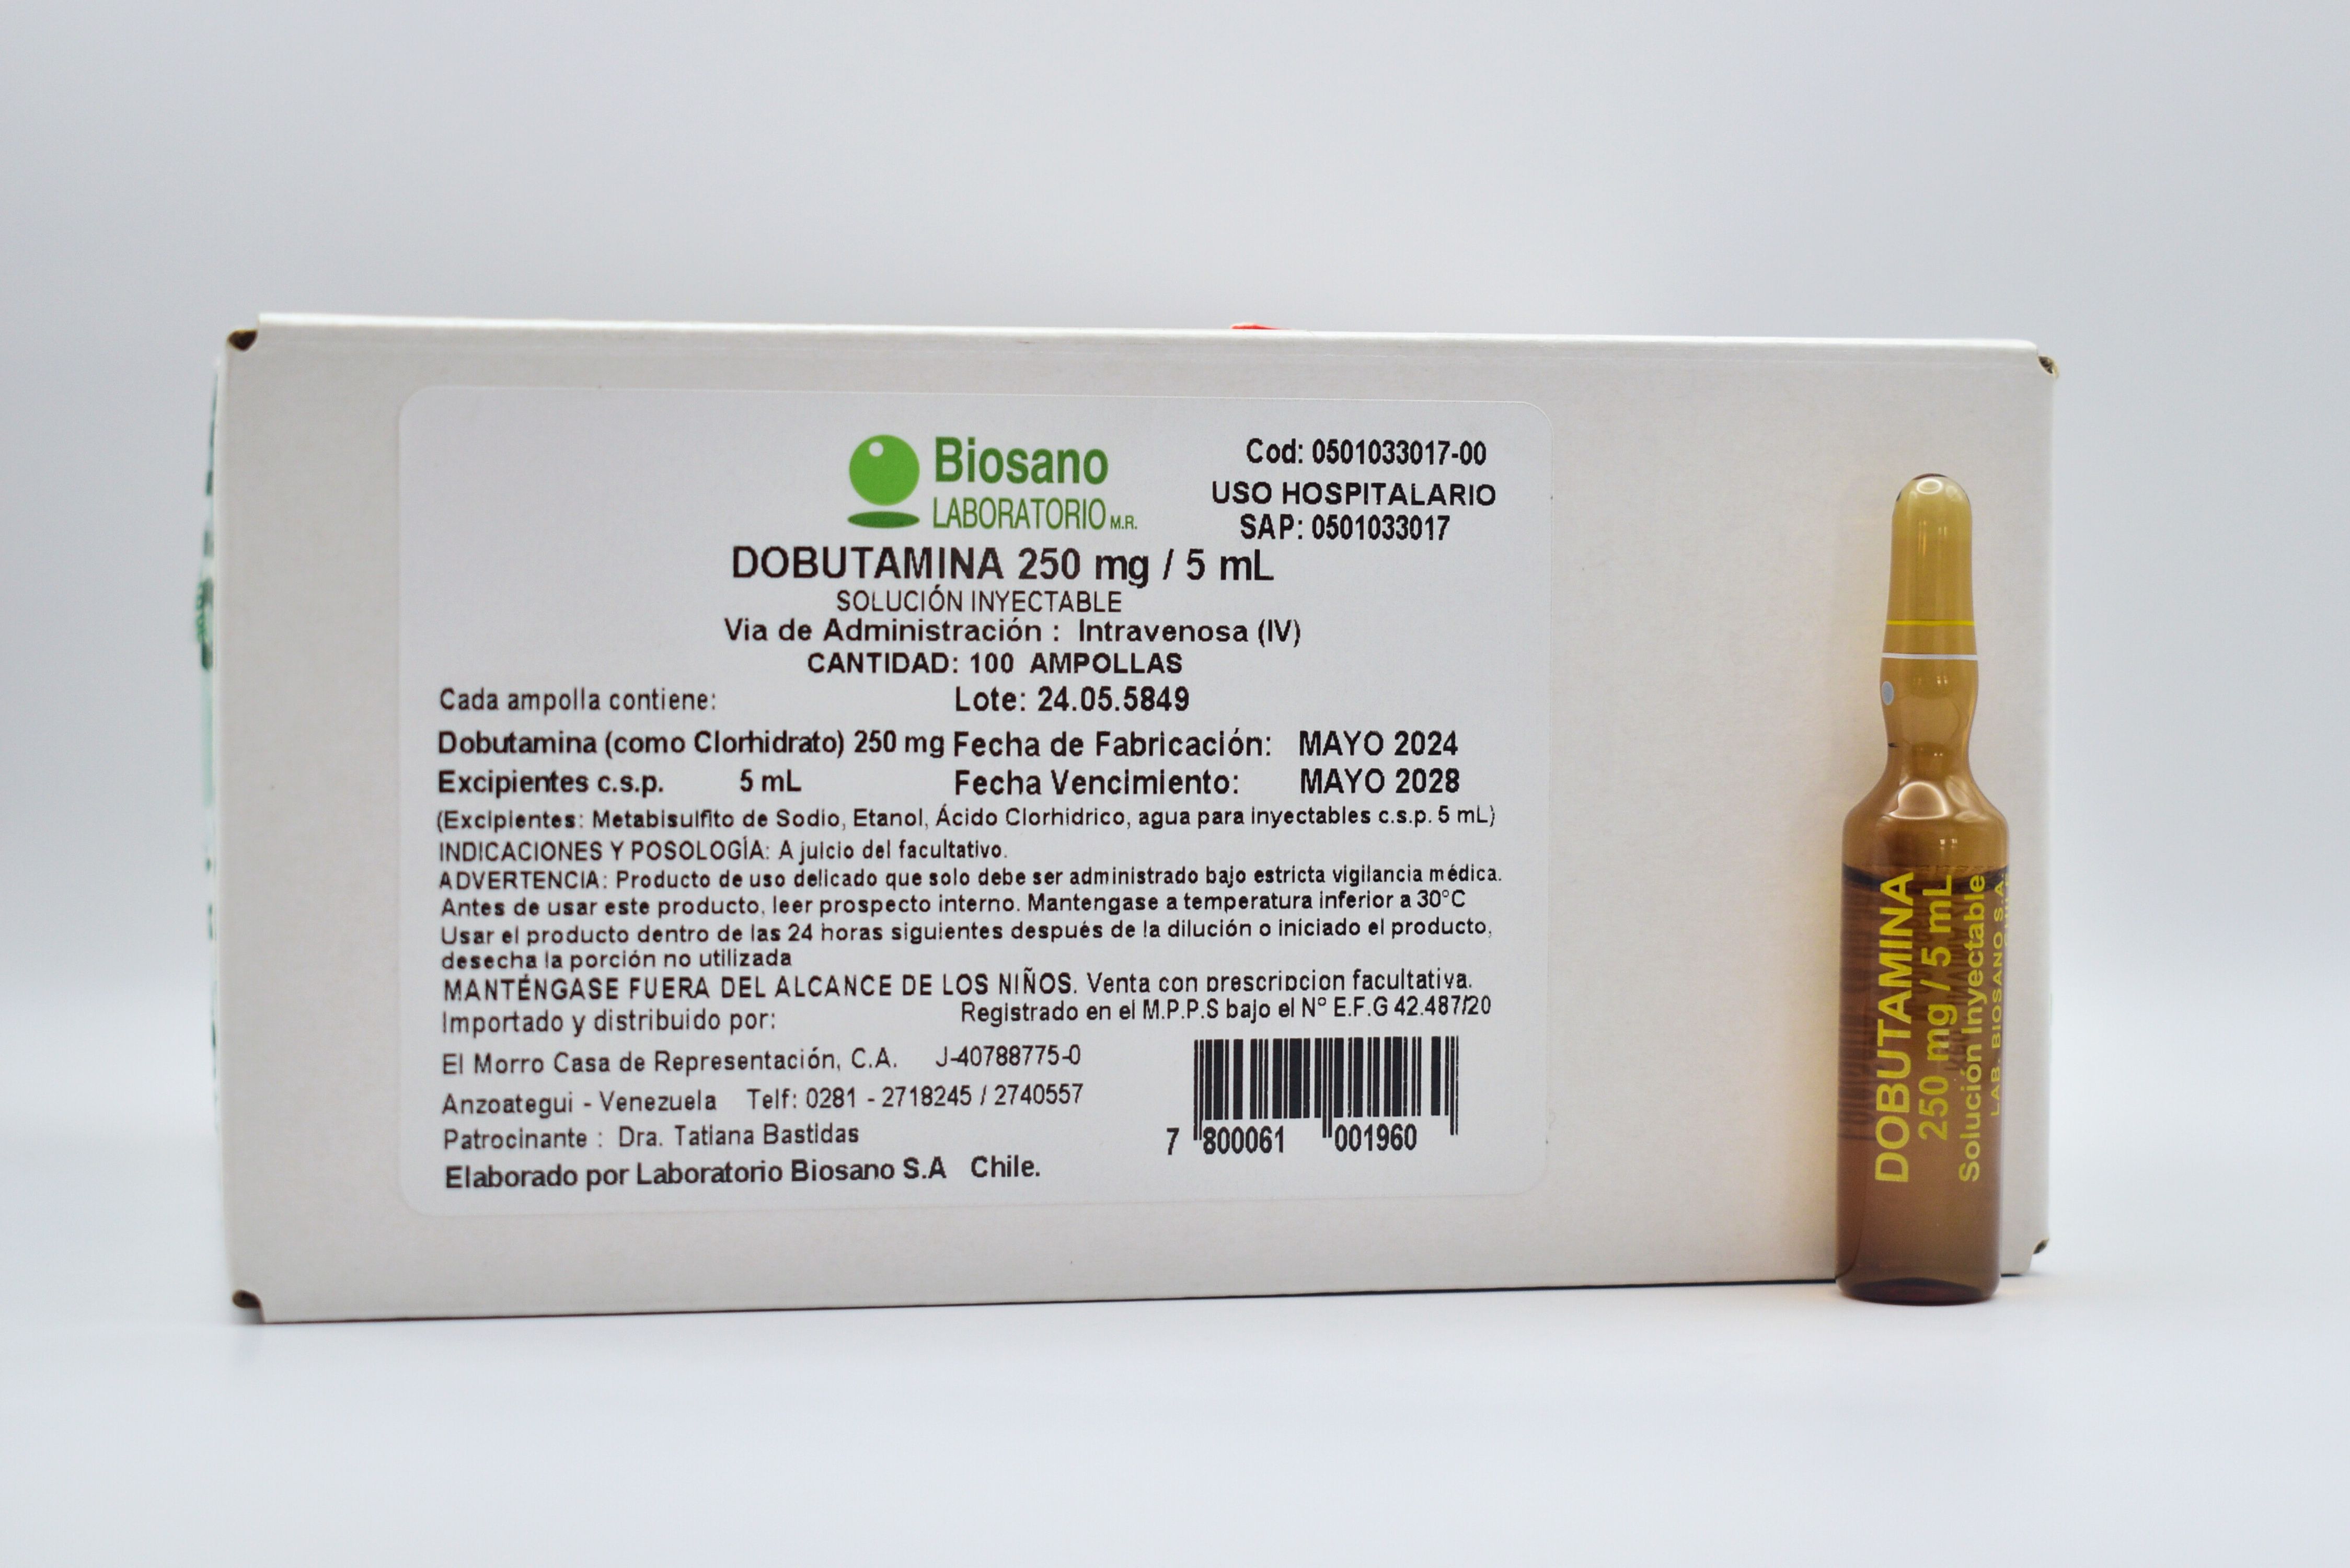 Biosano
LABORATORIO M.R.
Cod: 0501033017-00
USO HOSPITALARIO
SAP: 0501033017
DOBUTAMINA 250 mg / 5 mL
SOLUCIÓN INYECTABLE
Via de Administración : Intravenosa (IV)
CANTIDAD: 100 AMPOLLAS
Cada ampolla contiene: Lote: 24.05.5849
Dobutamina (como Clorhidrato) 250 mg Fecha de Fabricación: MAYO 2024
Excipientes c.s.p. 5 mL Fecha Vencimiento: MAYO 2028
(Excipientes: Metabisulfito de Sodio, Etanol, Ácido Clorhídrico, agua para inyectables c.s.p. 5 mL)
INDICACIONES Y POSOLOGÍA: A juicio del facultativo.
ADVERTENCIA: Producto de uso delicado que solo debe ser administrado bajo estricta vigilancia médica.
Antes de usar este producto, leer prospecto interno. Mantengase a temperatura inferior a 30°C
Usar el producto dentro de las 24 horas siguientes después de la dilución o iniciado el producto,
desecha la porción no utilizada
MANTÉNGASE FUERA DEL ALCANCE DE LOS NIÑOS. Venta con prescripcion facultativa.
Importado y distribuido por: Registrado en el M.P.P.S bajo el N° E.F.G 42.487/20
El Morro Casa de Representación, C.A. J-40788775-0
Anzoategui - Venezuela Telf: 0281 - 2718245 / 2740557
Patrocinante : Dra. Tatiana Bastidas
Elaborado por Laboratorio Biosano S.A Chile.
7 800061 001960
DOBUTAMINA
250 mg / 5 mL
Solución Inyectable
LAB. BIOSANO S.A.